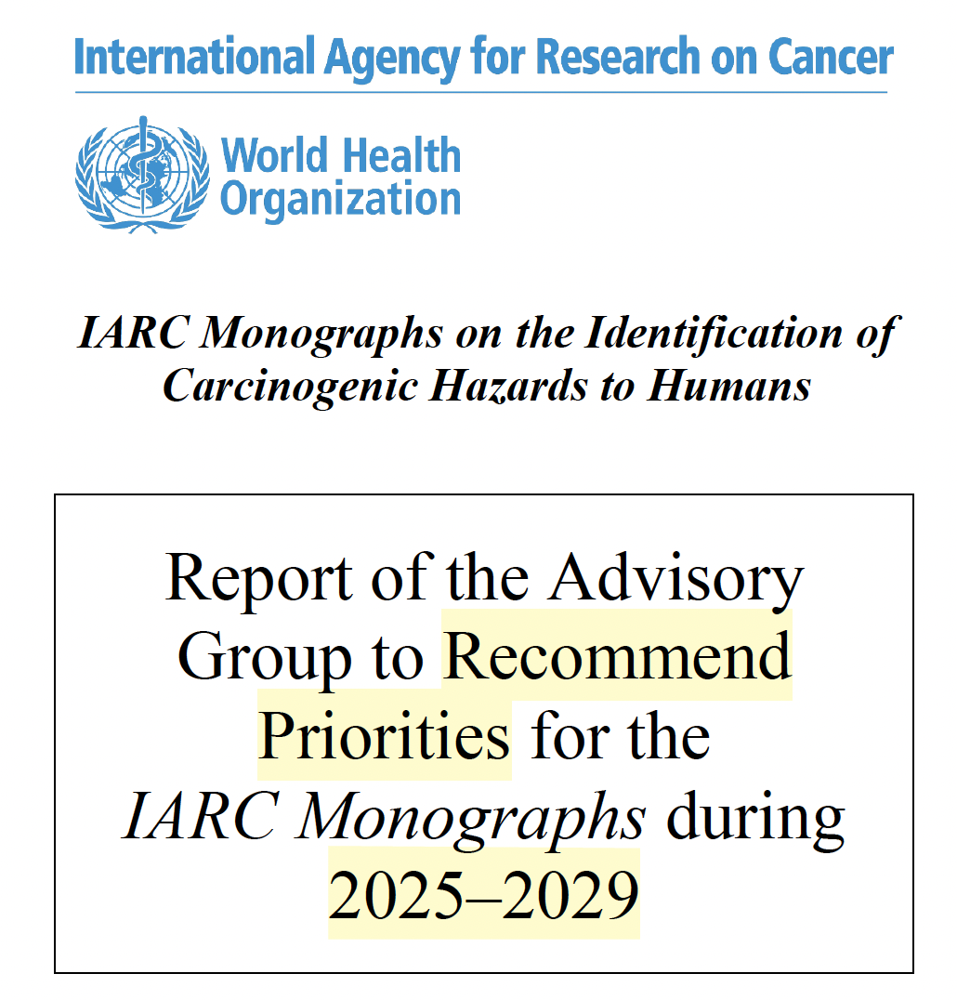 International Agency for Research on Cancer
World Health
Organization
IARC Monographs on the Identification of
Carcinogenic Hazards to Humans
Report of the Advisory
Group to Recommend
Priorities for the
IARC Monographs during
2025–2029